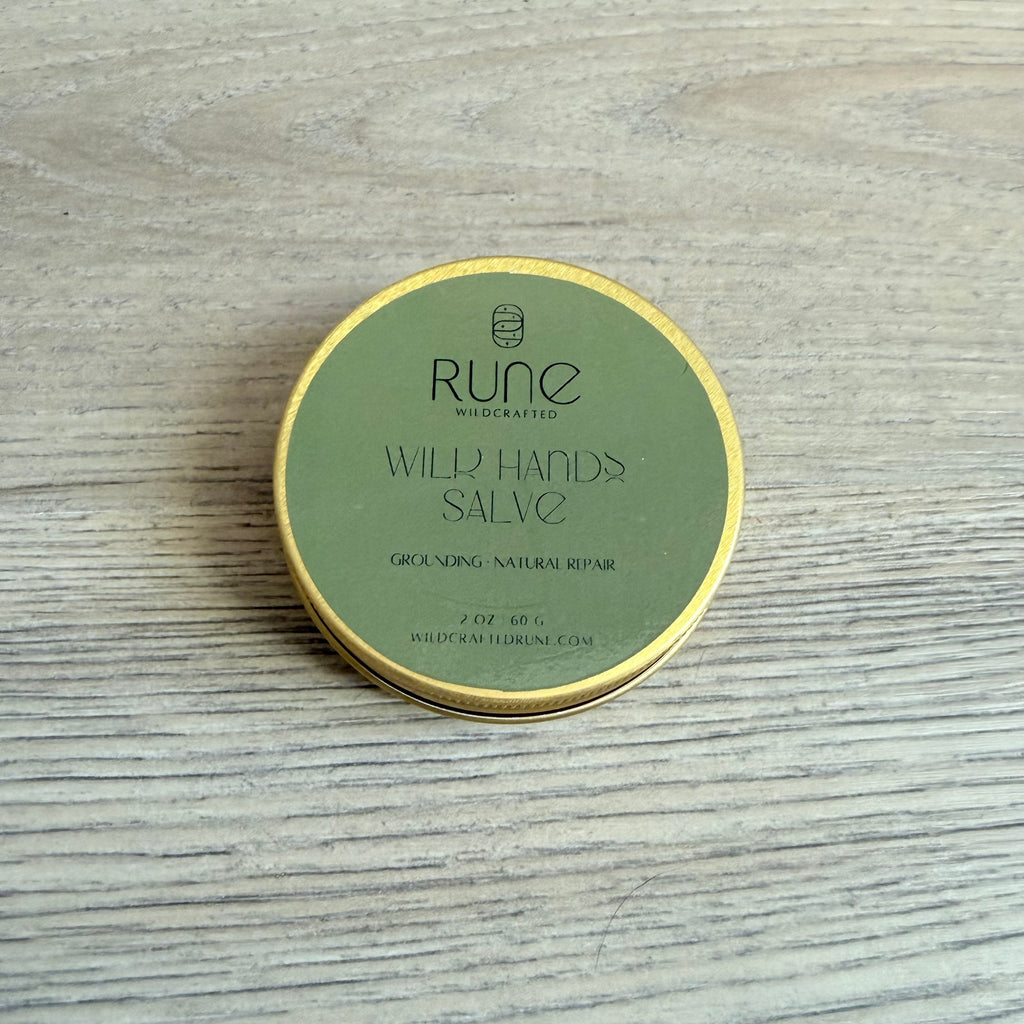 RUNE
WILDCRAFTED
WILD HANDS
SALVE
GROUNDING · NATURAL REPAIR
2 OZ 60 G
WILDCRAFTEDRUNE.COM